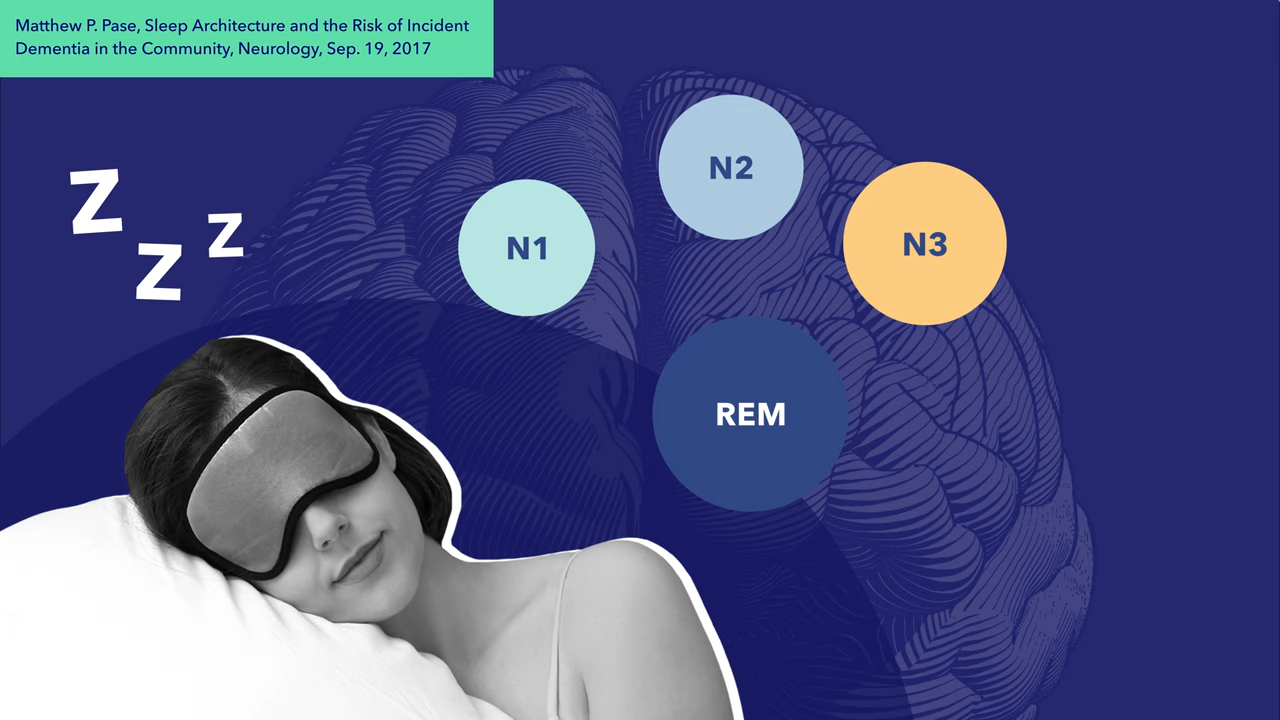 Matthew P. Pase, Sleep Architecture and the Risk of Incident
Dementia in the Community, Neurology, Sep. 19, 2017
Z
Z
Z
N1
N2
N3
REM